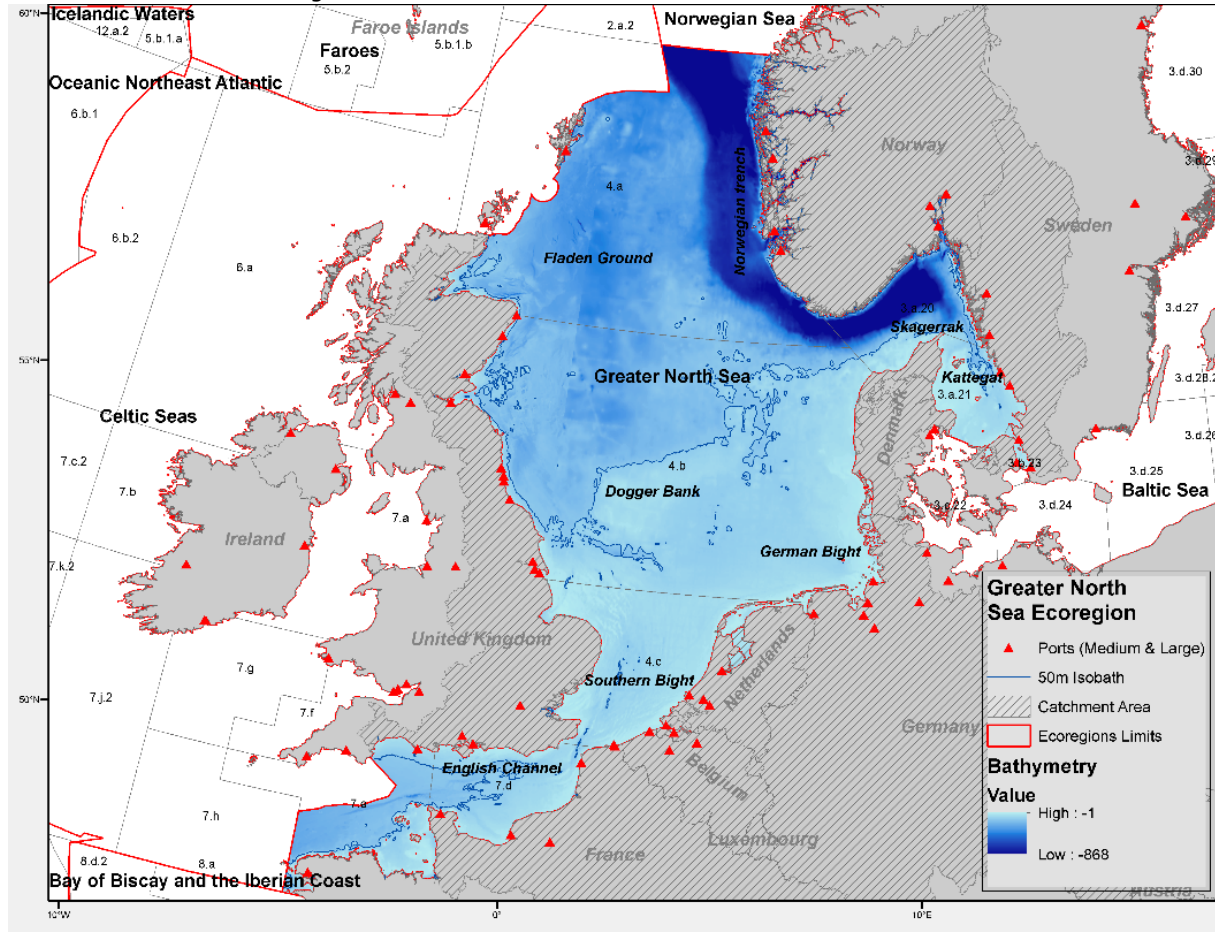 60°N
Icelandic Waters
12.a.2
5.b.1.a
Faroe Islands
5.b.1.b
Faroes
5.b.2
2.a.2
Norwegian Sea
3.d.30
Oceanic Northeast Atlantic
6.b.1
Norway
3.d.29
4.a
Norwegian trench
Sweden
6.b.2
6.a
Fladen Ground
3.a.20
3.d.27
Skagerrak
53°N
Greater North Sea
Kattegat
3.a.21
3.d.28.2
Denmark
Celtic Seas
3.d.26
7.c.2
4.b
3.b.23
3.d.25
7.b
Dogger Bank
Baltic Sea
3.c.22
3.d.24
7.a
Ireland
German Bight
7.k.2
United Kingdom
Netherlands
4.c
7.g
Southern Bight
7.j.2
50°N
7.f
Germany
English Channel
7.d
Belgium
7.e
7.h
Luxembourg
France
8.d.2
8.a
Bay of Biscay and the Iberian Coast
Austria
10°W
0°
10°E
Greater North
Sea Ecoregion
Ports (Medium & Large)
50m Isobath
Catchment Area
Ecoregions Limits
Bathymetry
Value
High : -1
Low : -868